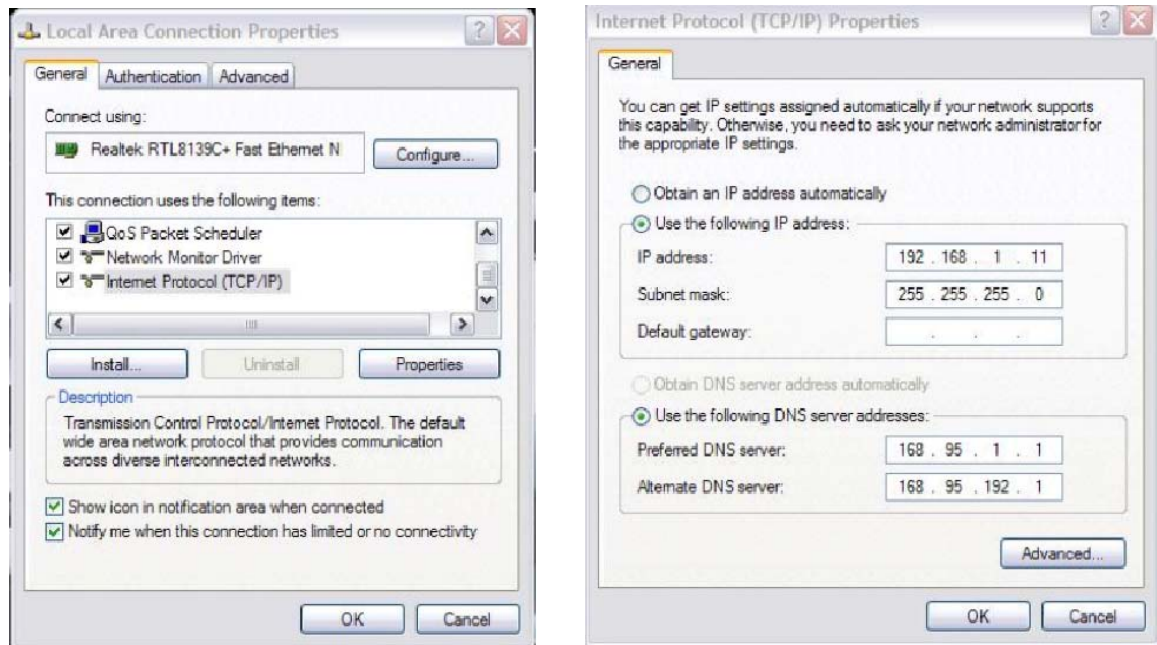 Local Area Connection Properties
General
Authentication
Advanced
Connect using:
Realtek RTL8139C+ Fast Ethernet N
Configure...
This connection uses the following items:
QoS Packet Scheduler
Network Monitor Driver
Internet Protocol (TCP/IP)
Install...
Uninstall
Properties
Description
Transmission Control Protocol/Internet Protocol. The default
wide area network protocol that provides communication
across diverse interconnected networks.
Show icon in notification area when connected
Notify me when this connection has limited or no connectivity
OK
Cancel
Internet Protocol (TCP/IP) Properties
General
You can get IP settings assigned automatically if your network supports
this capability. Otherwise, you need to ask your network administrator for
the appropriate IP settings.
Obtain an IP address automatically
Use the following IP address:
IP address: 192 . 168 . 1 . 11
Subnet mask: 255 . 255 . 255 . 0
Default gateway: . . .
Obtain DNS server address automatically
Use the following DNS server addresses:
Preferred DNS server: 168 . 95 . 1 . 1
Alternate DNS server: 168 . 95 . 192 . 1
Advanced...
OK
Cancel